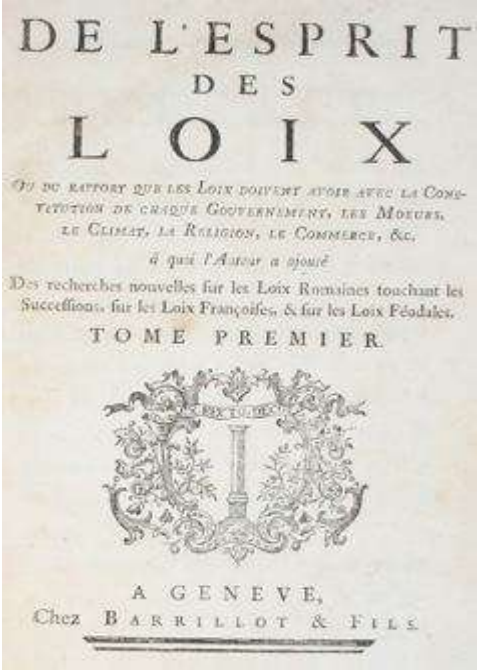 DE L'ESPRIT
DES
LOIX
OU DU RAPPORT QUE LES LOIX DOIVENT AVOIR AVEC LA CONS-
TITUTION DE CHAQUE GOUVERNEMENT, LES MOEURS,
LE CLIMAT, LA RELIGION, LE COMMERCE, &c.
à quoi l'Auteur a ajouté
Des recherches nouvelles sur les Loix Romaines touchant les
Successions, sur les Loix Françoises, & sur les Loix Féodales.
TOME PREMIER.
A GENEVE,
Chez BARRILLOT & FILS.